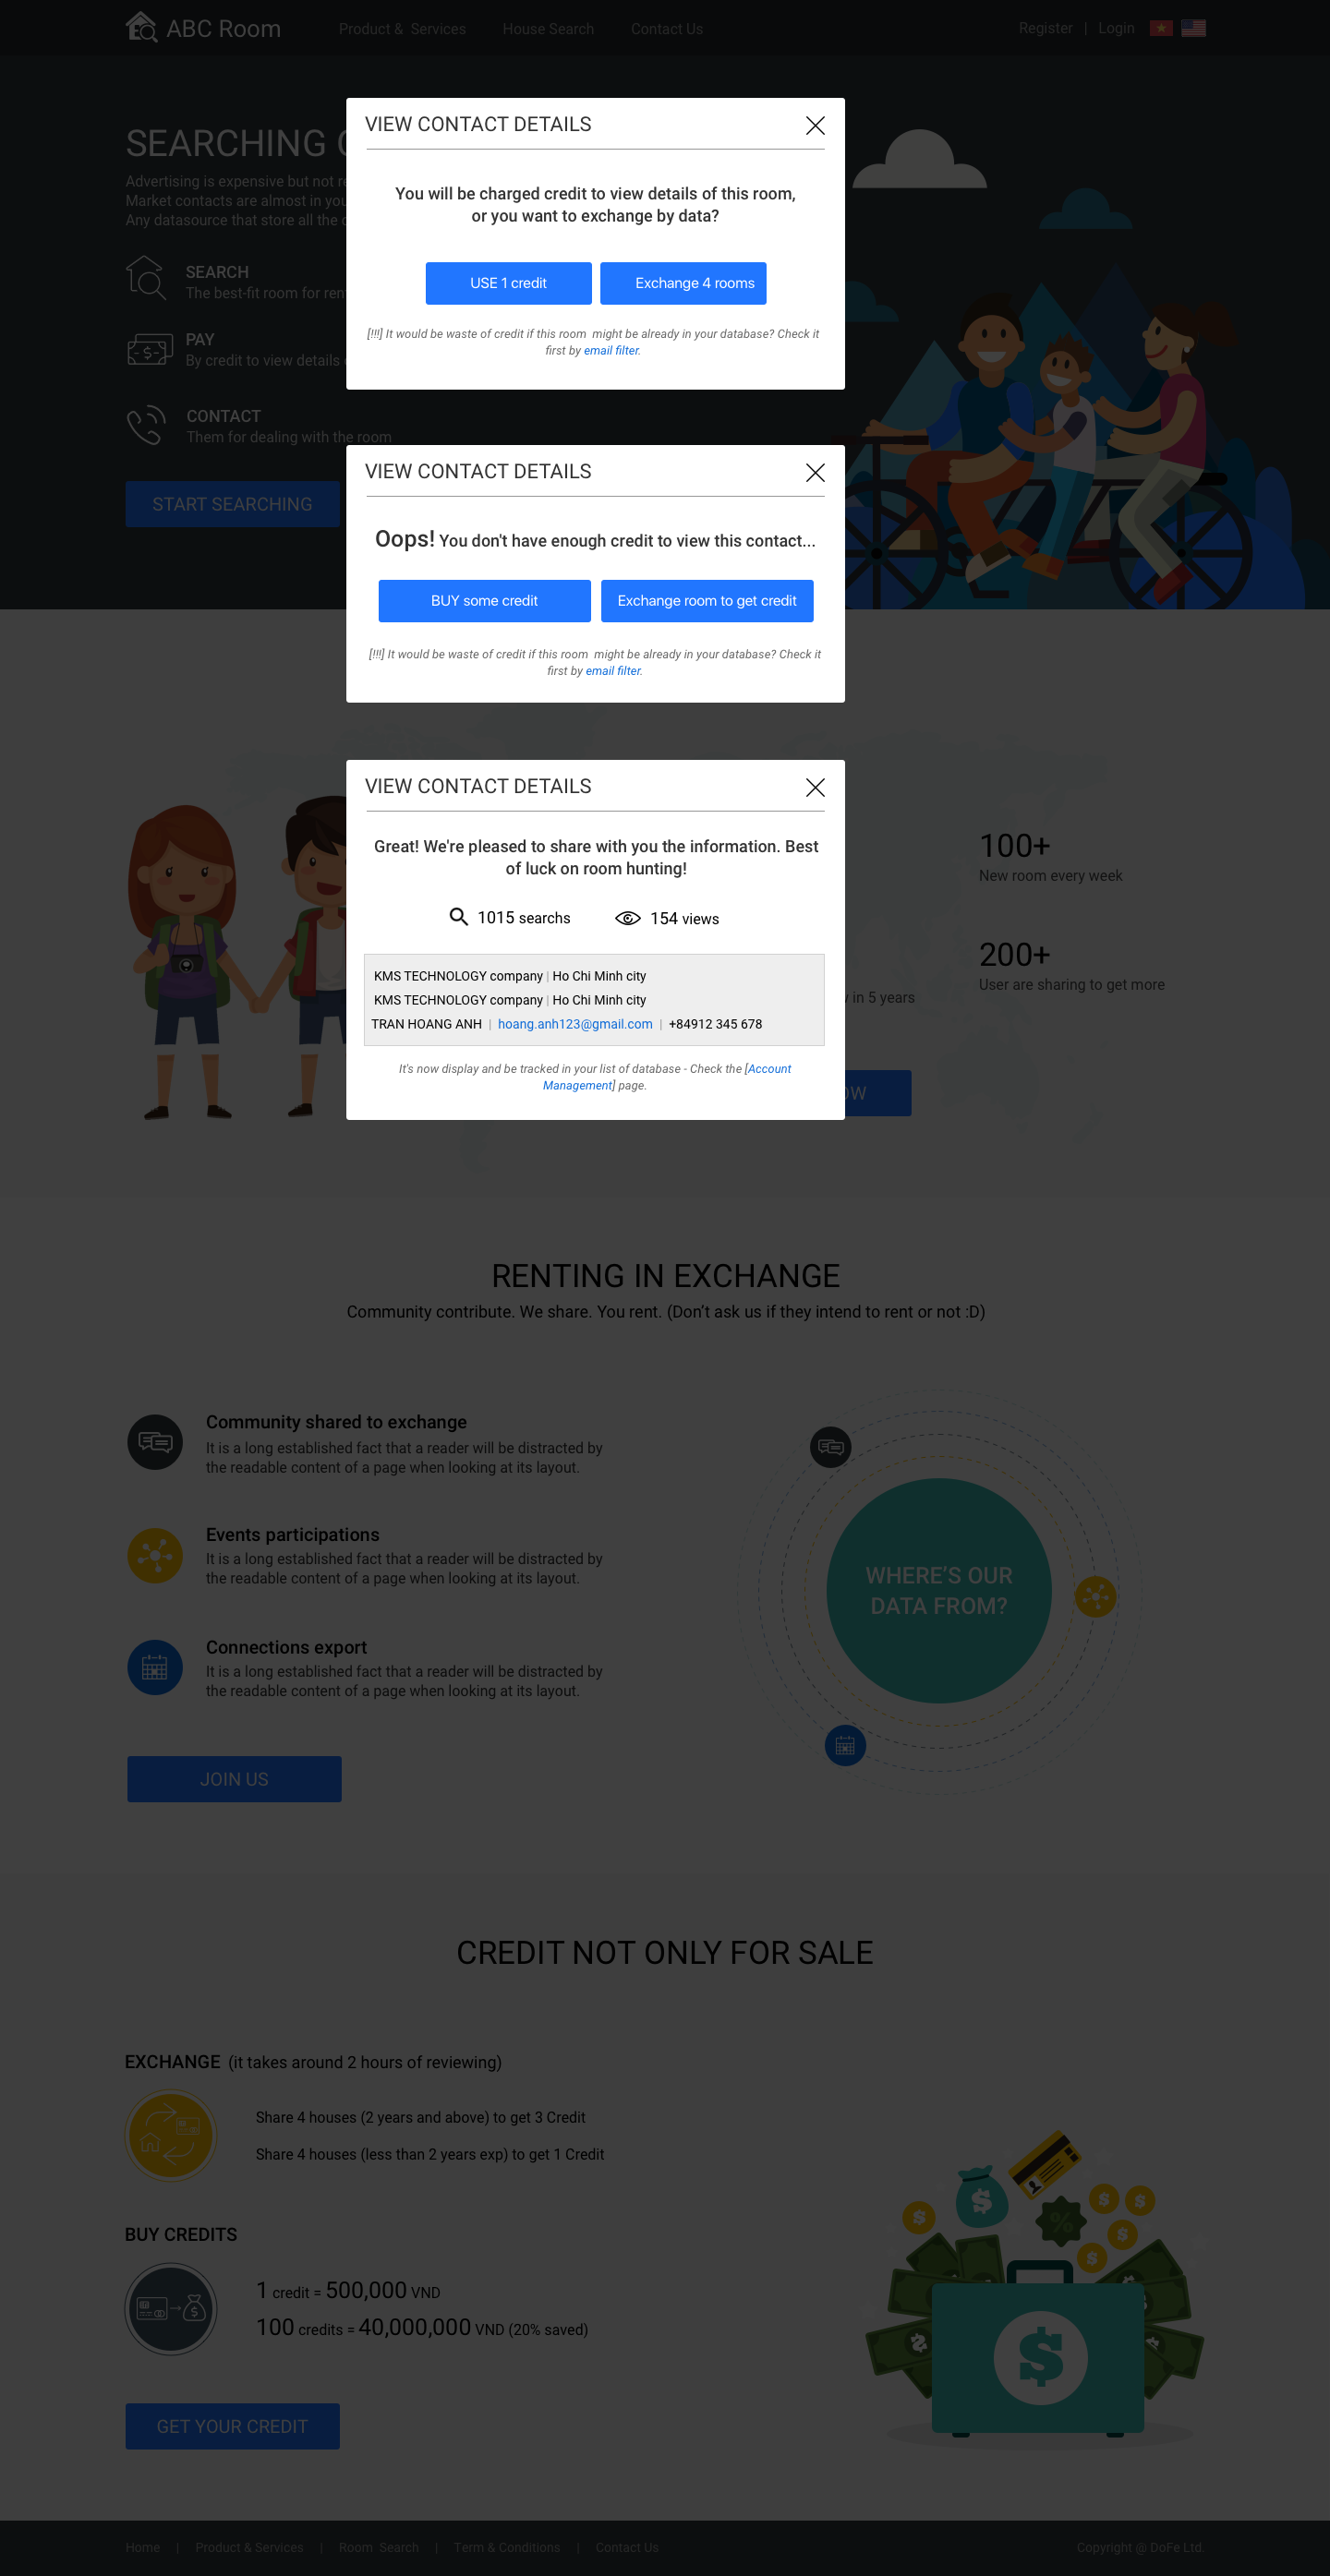 ABC Room
Product & Services
House Search
Contact Us
Register | Login
SEARCHING
Advertising is expensive but not
Market contacts are almost in
Any datasource that store all the
SEARCH
The best-fit room for
PAY
By credit to view details
CONTACT
Them for dealing with the room
START SEARCHING
VIEW CONTACT DETAILS
You will be charged credit to view details of this room,
or you want to exchange by data?
USE 1 credit
Exchange 4 rooms
[!!!] It would be waste of credit if this room might be already in your database? Check it
first by email filter.
VIEW CONTACT DETAILS
Oops! You don't have enough credit to view this contact...
BUY some credit
Exchange room to get credit
[!!!] It would be waste of credit if this room might be already in your database? Check it
first by email filter.
VIEW CONTACT DETAILS
Great! We're pleased to share with you the information. Best
of luck on room hunting!
1015 searchs
154 views
KMS TECHNOLOGY company | Ho Chi Minh city
KMS TECHNOLOGY company | Ho Chi Minh city
TRAN HOANG ANH | hoang.anh123@gmail.com | +84912 345 678
It's now display and be tracked in your list of database - Check the [Account
Management] page.
100+
New room every week
200+
User are sharing to get more
in 5 years
RENTING IN EXCHANGE
Community contribute. We share. You rent. (Don't ask us if they intend to rent or not :D)
Community shared to exchange
It is a long established fact that a reader will be distracted by
the readable content of a page when looking at its layout.
Events participations
It is a long established fact that a reader will be distracted by
the readable content of a page when looking at its layout.
Connections export
It is a long established fact that a reader will be distracted by
the readable content of a page when looking at its layout.
JOIN US
WHERE'S OUR
DATA FROM?
CREDIT NOT ONLY FOR SALE
EXCHANGE (it takes around 2 hours of reviewing)
Share 4 houses (2 years and above) to get 3 Credit
Share 4 houses (less than 2 years exp) to get 1 Credit
BUY CREDITS
1 credit = 500,000 VND
100 credits = 40,000,000 VND (20% saved)
GET YOUR CREDIT
Home | Product & Services | Room Search | Term & Conditions | Contact Us
Copyright @ DoFe Ltd.